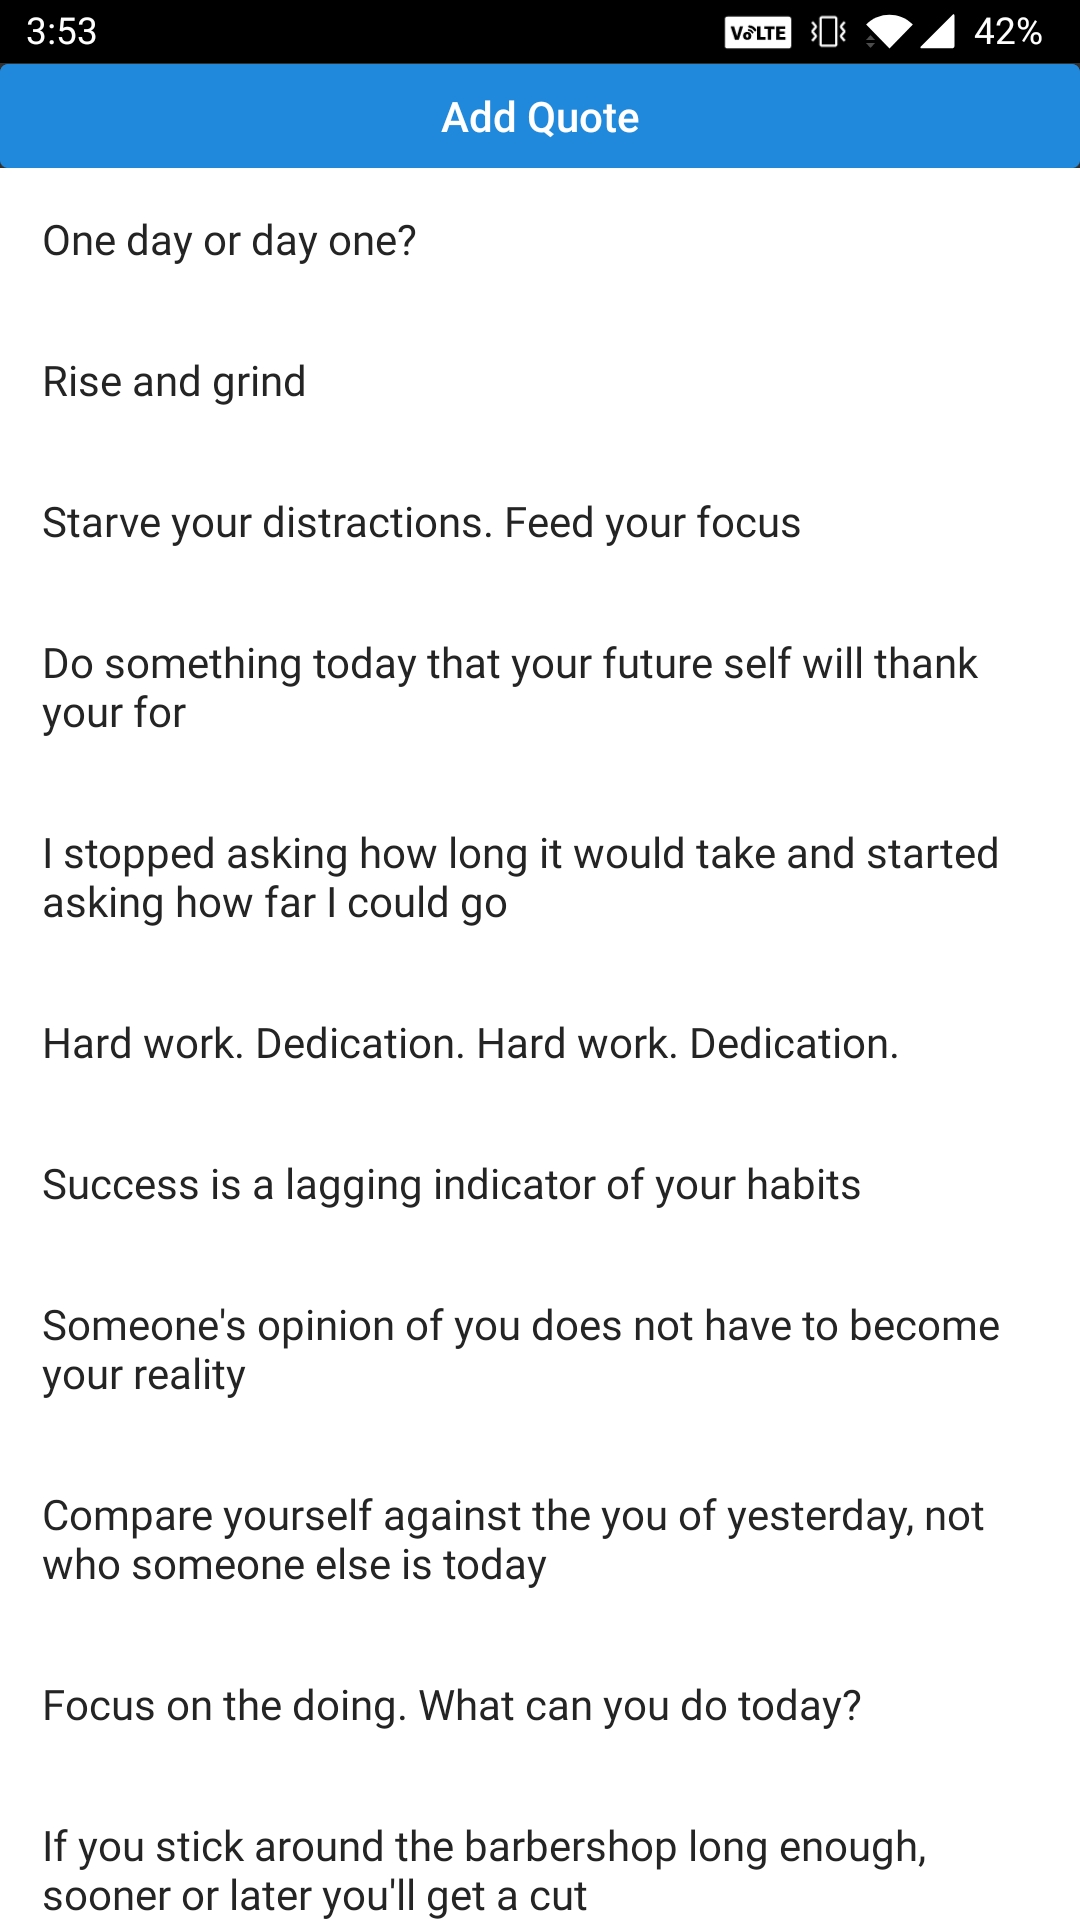 3:53 VoLTE 42%
Add Quote
One day or day one?
Rise and grind
Starve your distractions. Feed your focus
Do something today that your future self will thank
your for
I stopped asking how long it would take and started
asking how far I could go
Hard work. Dedication. Hard work. Dedication.
Success is a lagging indicator of your habits
Someone's opinion of you does not have to become
your reality
Compare yourself against the you of yesterday, not
who someone else is today
Focus on the doing. What can you do today?
If you stick around the barbershop long enough,
sooner or later you'll get a cut